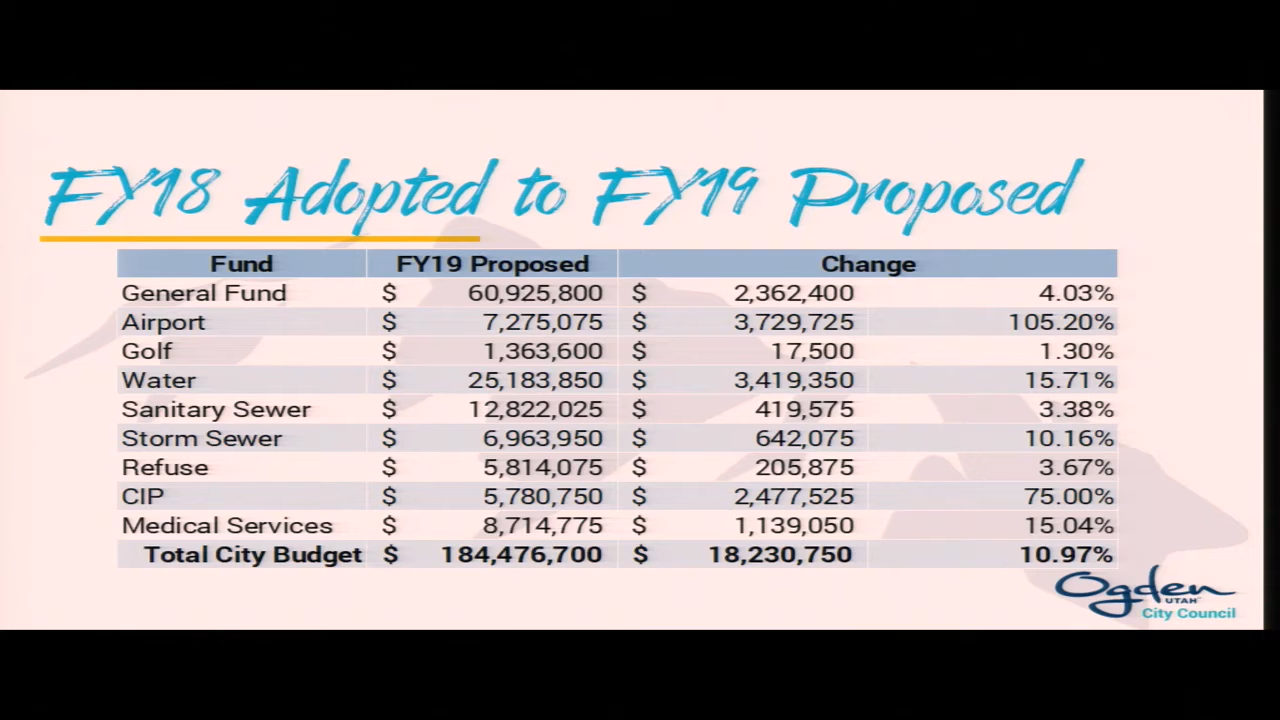 FY18 Adopted to FY19 Proposed
Fund FY19 Proposed Change
General Fund $ 60,925,800 $ 2,362,400 4.03%
Airport $ 7,275,075 $ 3,729,725 105.20%
Golf $ 1,363,600 $ 17,500 1.30%
Water $ 25,183,850 $ 3,419,350 15.71%
Sanitary Sewer $ 12,822,025 $ 419,575 3.38%
Storm Sewer $ 6,963,950 $ 642,075 10.16%
Refuse $ 5,814,075 $ 205,875 3.67%
CIP $ 5,780,750 $ 2,477,525 75.00%
Medical Services $ 8,714,775 $ 1,139,050 15.04%
Total City Budget $ 184,476,700 $ 18,230,750 10.97%
Ogden
UTAH
City Council